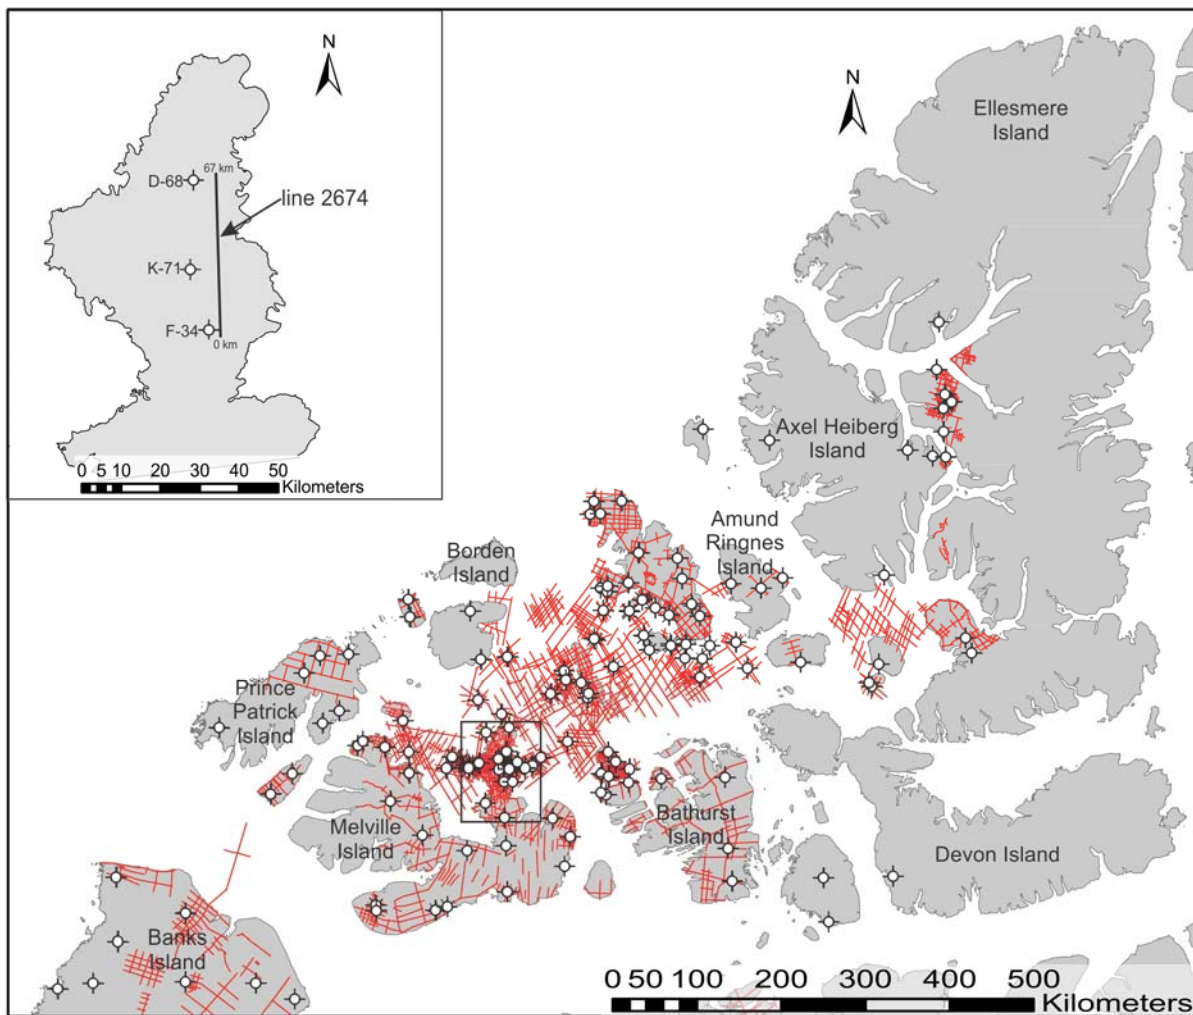 N
67 km
D-68
line 2674
K-71
F-34
0 km
0 5 10 20 30 40 50
Kilometers
N
Ellesmere
Island
Axel Heiberg
Island
Amund
Ringnes
Island
Borden
Island
Prince
Patrick
Island
Melville
Island
Bathurst
Island
Devon Island
Banks
Island
0 50 100 200 300 400 500
Kilometers